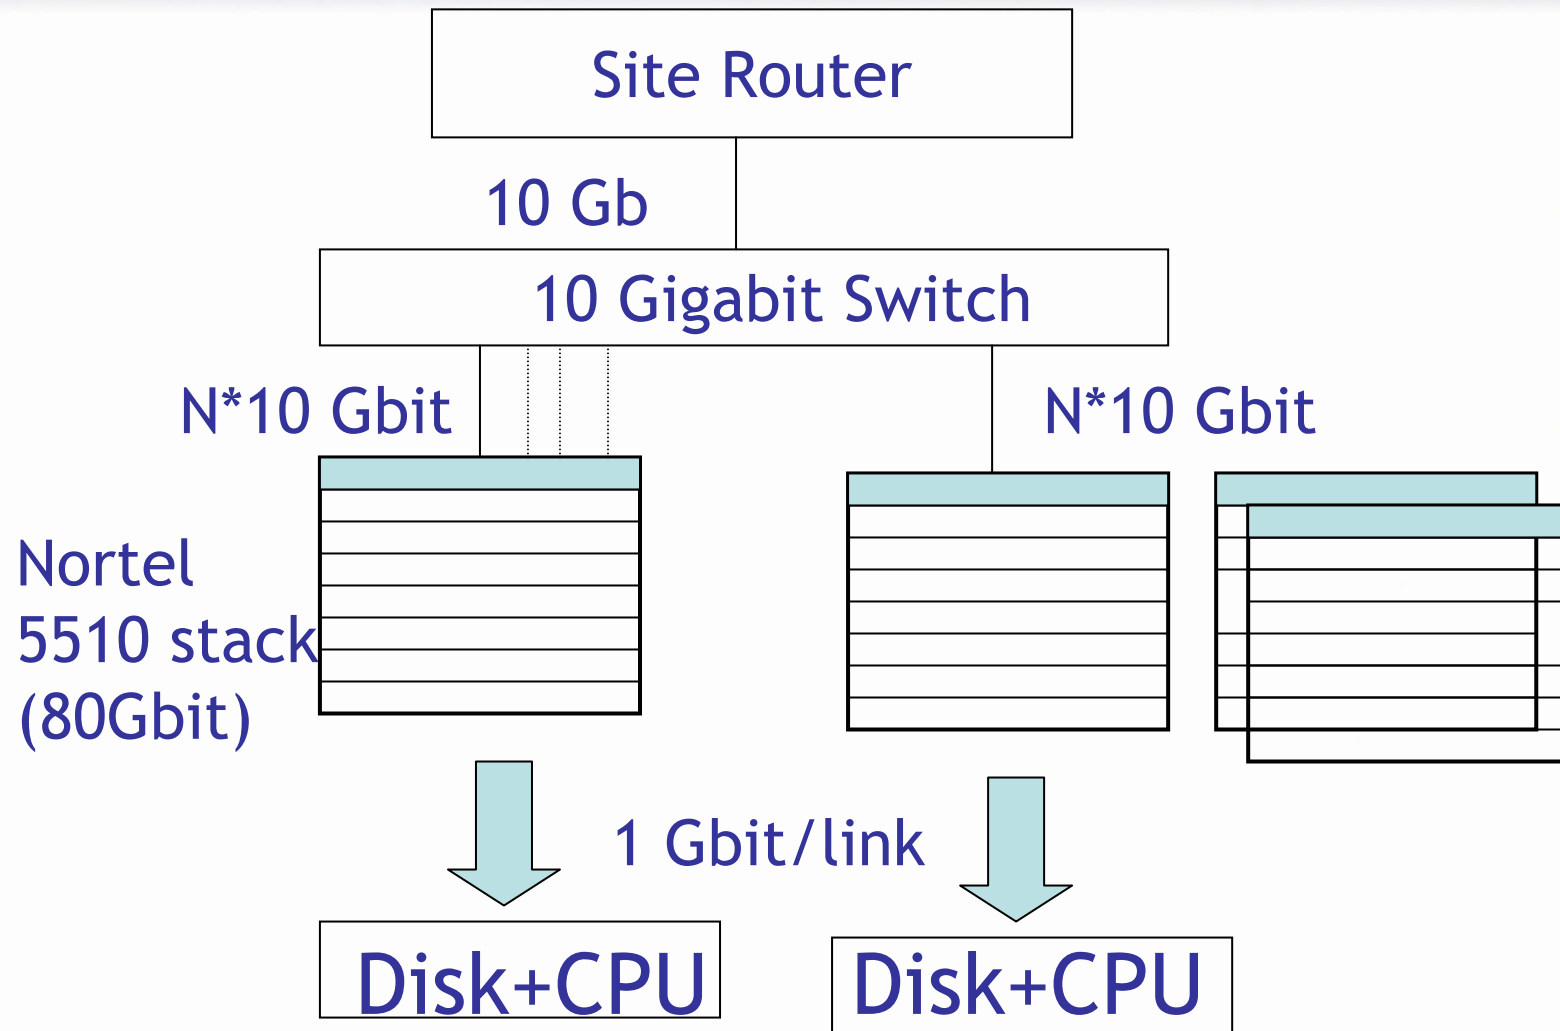 Site Router
10 Gb
10 Gigabit Switch
N*10 Gbit
N*10 Gbit
Nortel
5510 stack
(80Gbit)
1 Gbit/link
Disk+CPU
Disk+CPU